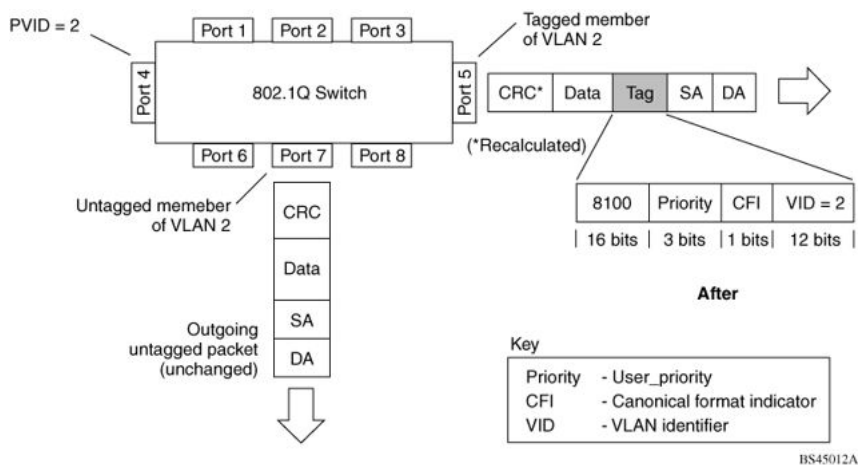 PVID = 2
Port 1
Port 2
Port 3
Tagged member
of VLAN 2
Port 4
802.1Q Switch
Port 5
CRC*
Data
Tag
SA
DA
(*Recalculated)
Port 6
Port 7
Port 8
Untagged memeber
of VLAN 2
CRC
Data
SA
DA
8100
Priority
CFI
VID = 2
16 bits
3 bits
1 bits
12 bits
After
Outgoing
untagged packet
(unchanged)
Key
Priority - User_priority
CFI - Canonical format indicator
VID - VLAN identifier
BS45012A